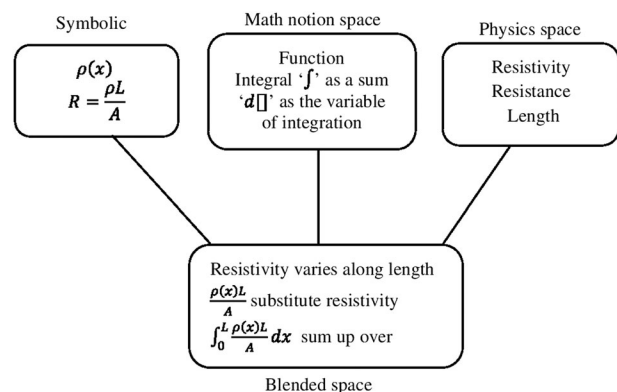 Symbolic
ρ(x)
R = ρL/A
Math notion space
Function
Integral ‘∫’ as a sum
‘d[]’ as the variable
of integration
Physics space
Resistivity
Resistance
Length
Resistivity varies along length
ρ(x)L/A substitute resistivity
∫₀ᴸ ρ(x)L/A dx sum up over
Blended space